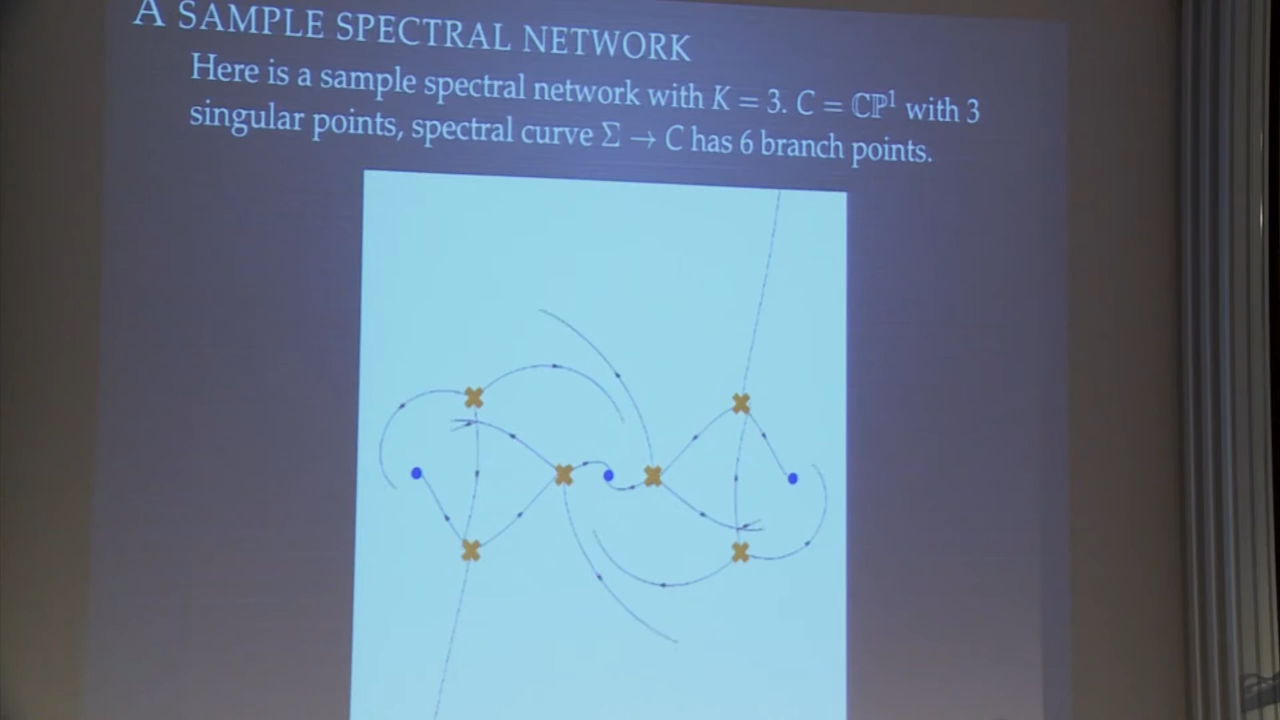 A SAMPLE SPECTRAL NETWORK
Here is a sample spectral network with K = 3. C = ℂℙ¹ with 3
singular points, spectral curve Σ → C has 6 branch points.